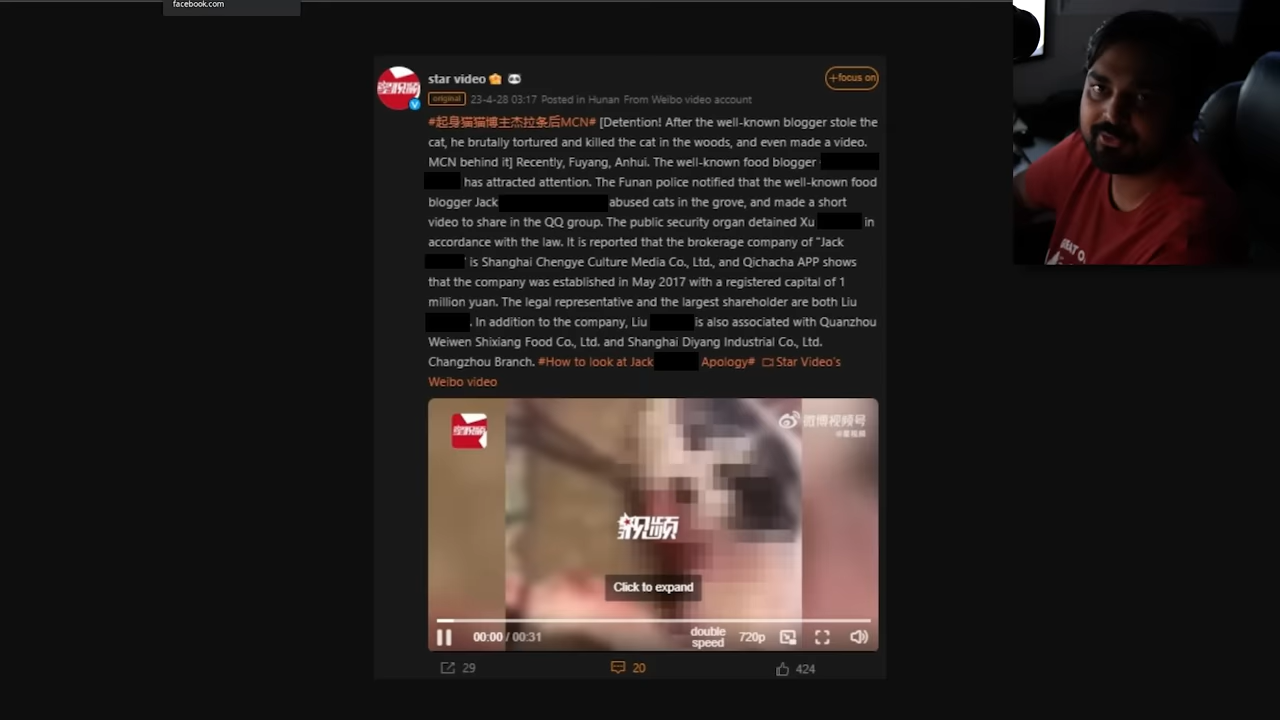 facebook.com
star video
+focus on
original 23-4-28 03:17 Posted in Hunan From Weibo video account
#起身猫猫博主杰拉条后MCN# [Detention! After the well-known blogger stole the
cat, he brutally tortured and killed the cat in the woods, and even made a video.
MCN behind it] Recently, Fuyang, Anhui. The well-known food blogger
has attracted attention. The Funan police notified that the well-known food
blogger Jack abused cats in the grove, and made a short
video to share in the QQ group. The public security organ detained Xu in
accordance with the law. It is reported that the brokerage company of "Jack
' is Shanghai Chengye Culture Media Co., Ltd., and Qichacha APP shows
that the company was established in May 2017 with a registered capital of 1
million yuan. The legal representative and the largest shareholder are both Liu
. In addition to the company, Liu is also associated with Quanzhou
Weiwen Shixiang Food Co., Ltd. and Shanghai Diyang Industrial Co., Ltd.
Changzhou Branch. #How to look at Jack Apology# Star Video's
Weibo video
微博视频号
@星视频
星视频
Click to expand
00:00 / 00:31
double
speed
720p
29
20
424